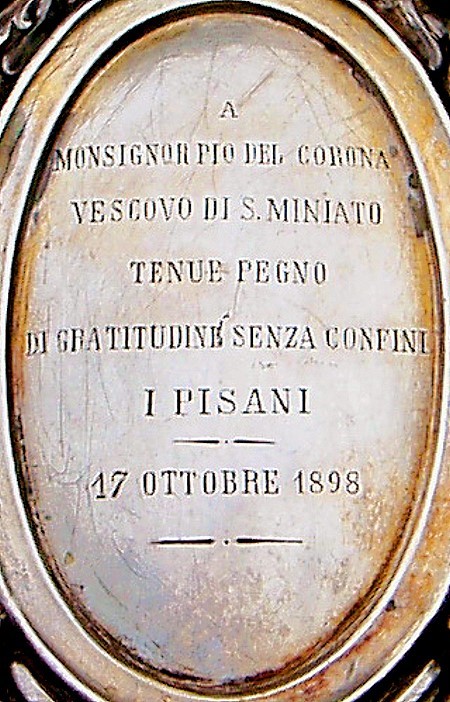 A
MONSIGNOR PIO DEL CORONA
VESCOVO DI S. MINIATO
TENUE PEGNO
DI GRATITUDINE SENZA CONFINI
I PISANI
17 OTTOBRE 1898